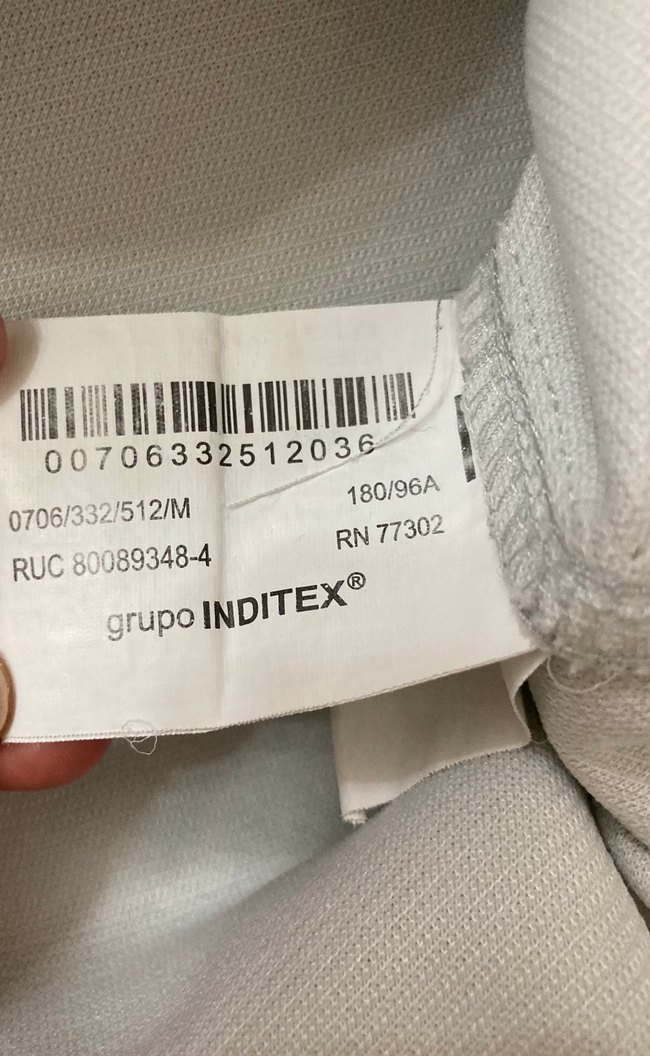 00706332512036
0706/332/512/M 180/96A
RUC 80089348-4 RN 77302
grupo INDITEX®